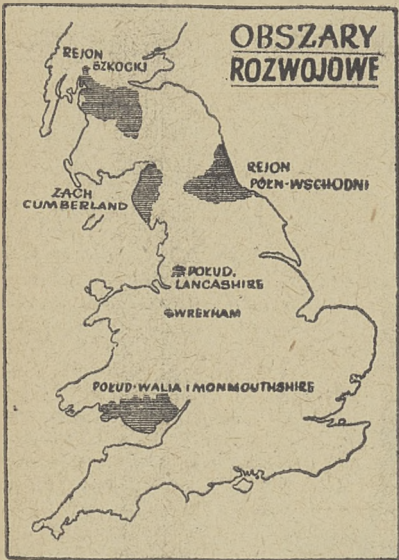 OBSZARY
ROZWOJOWE
REJON
SZKOCKI
REJON
PÓŁN-WSCHODNI
ZACH
CUMBERLAND
POŁUD.
LANCASHIRE
WREXHAM
POŁUD-WALIA I MONMOUTHSHIRE